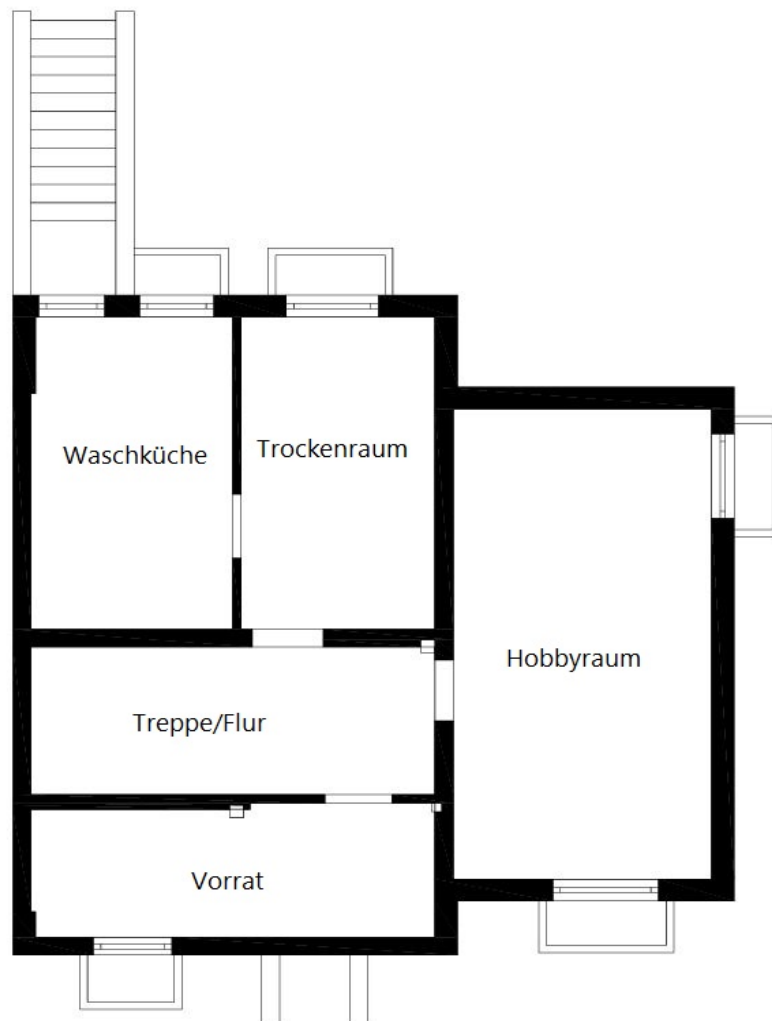 Waschküche
Trockenraum
Hobbyraum
Treppe/Flur
Vorrat